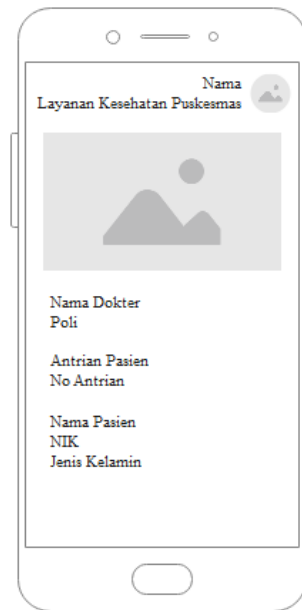 Nama
Layanan Kesehatan Puskesmas
Nama Dokter
Poli
Antrian Pasien
No Antrian
Nama Pasien
NIK
Jenis Kelamin